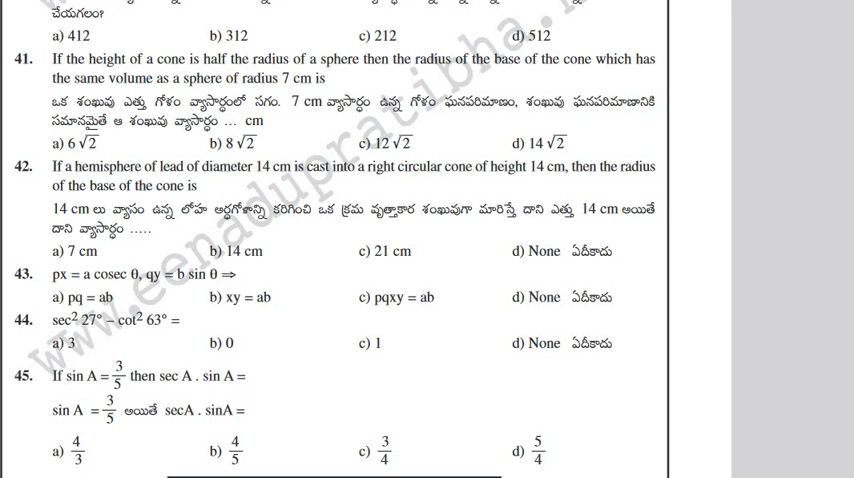 చేయగలం?
a) 412 b) 312 c) 212 d) 512
41. If the height of a cone is half the radius of a sphere then the radius of the base of the cone which has
the same volume as a sphere of radius 7 cm is
ఒక శంఖువు ఎత్తు గోళం వ్యాసార్ధంలో సగం. 7 cm వ్యాసార్ధం ఉన్న గోళం ఘనపరిమాణం, శంఖువు ఘనపరిమాణానికి
సమానమైతే ఆ శంఖువు వ్యాసార్ధం ... cm
a) 6 √2 b) 8 √2 c) 12 √2 d) 14 √2
42. If a hemisphere of lead of diameter 14 cm is cast into a right circular cone of height 14 cm, then the radius
of the base of the cone is
14 cm లు వ్యాసం ఉన్న లోహ అర్ధగోళాన్ని కరిగించి ఒక క్రమ వృత్తాకార శంఖువుగా మారిస్తే దాని ఎత్తు 14 cm అయితే
దాని వ్యాసార్ధం .....
a) 7 cm b) 14 cm c) 21 cm d) None ఏదీకాదు
43. px = a cosec θ, qy = b sin θ ⇒
a) pq = ab b) xy = ab c) pqxy = ab d) None ఏదీకాదు
44. sec² 27° – cot² 63° =
a) 3 b) 0 c) 1 d) None ఏదీకాదు
45. If sin A = 3/5 then sec A . sin A =
sin A = 3/5 అయితే secA . sinA =
a) 4/3 b) 4/5 c) 3/4 d) 5/4
www.eenadupratibha.